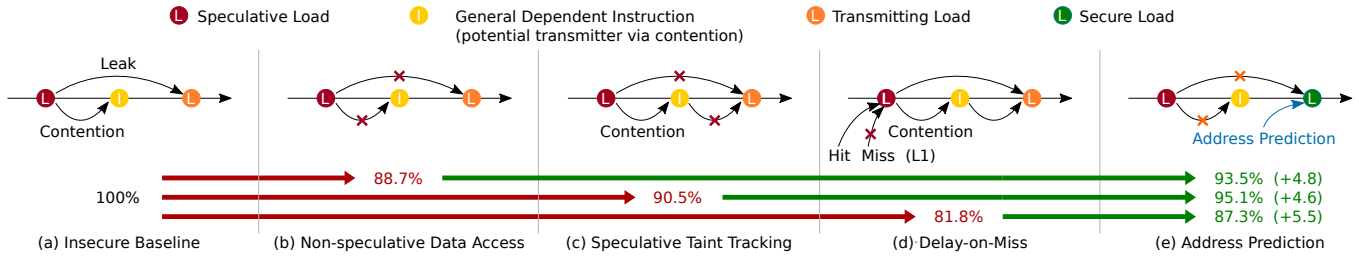 L Speculative Load
I General Dependent Instruction
(potential transmitter via contention)
L Transmitting Load
L Secure Load
Leak
L I L
Contention
L I L
L I L
L I L
Contention
Hit Miss (L1)
L I L
Address Prediction
100%
88.7% 93.5% (+4.8)
90.5% 95.1% (+4.6)
81.8% 87.3% (+5.5)
(a) Insecure Baseline
(b) Non-speculative Data Access
(c) Speculative Taint Tracking
(d) Delay-on-Miss
(e) Address Prediction